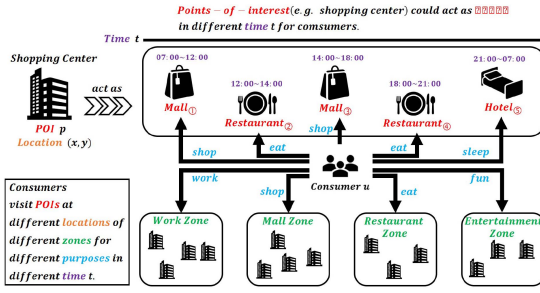 Points - of - interest(e.g. shopping center) could act as
in different time t for consumers.
Time t
Shopping Center
act as
POI p
Location (x, y)
07:00~12:00
Mall①
12:00~14:00
Restaurant②
14:00~18:00
Mall③
18:00~21:00
Restaurant④
21:00~07:00
Hotel⑤
shop
eat
shop
eat
sleep
Consumer u
work
shop
eat
fun
Consumers
visit POIs at
different locations of
different zones for
different purposes in
different time t.
Work Zone
Mall Zone
Restaurant
Zone
Entertainment
Zone